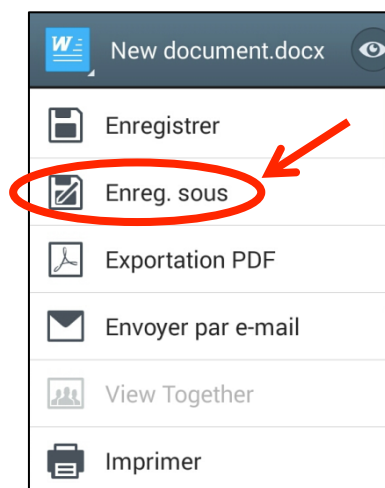 W New document.docx
Enregistrer
Enreg. sous
Exportation PDF
Envoyer par e-mail
View Together
Imprimer